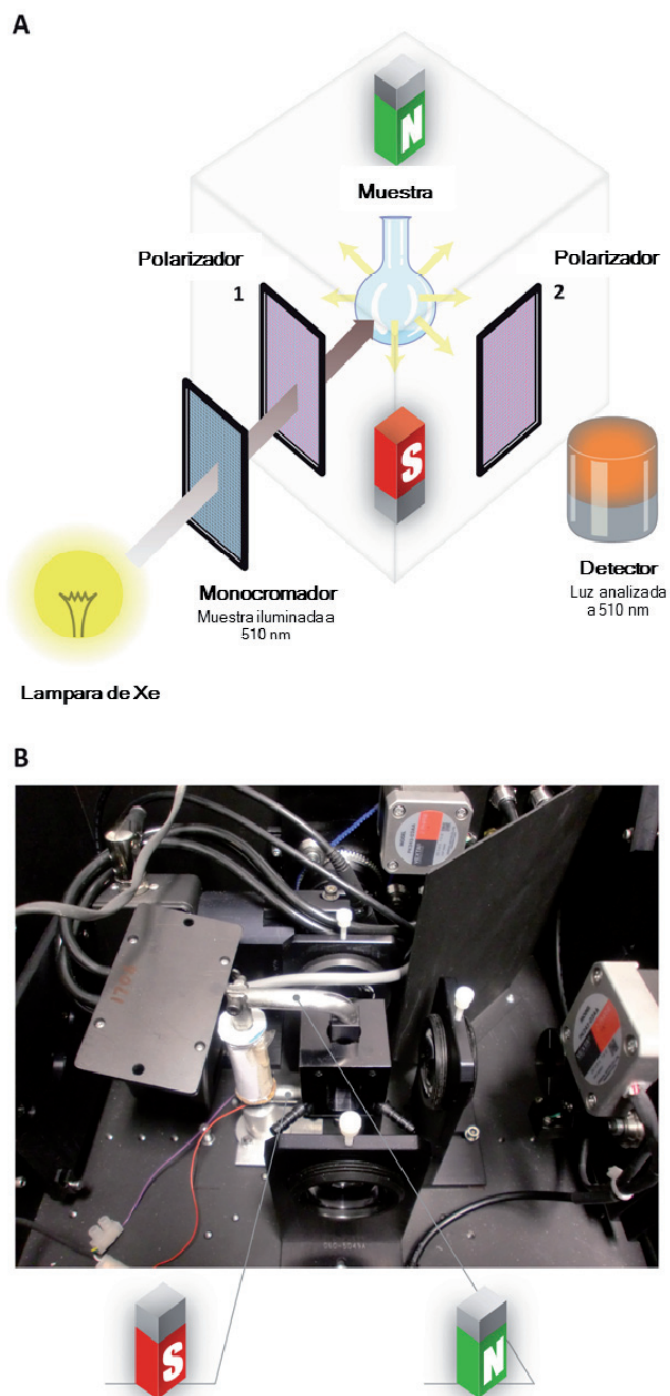 A
N
Muestra
Polarizador
1
Polarizador
2
S
Monocromador
Muestra iluminada a
510 nm
Detector
Luz analizada
a 510 nm
Lampara de Xe
B
S
N